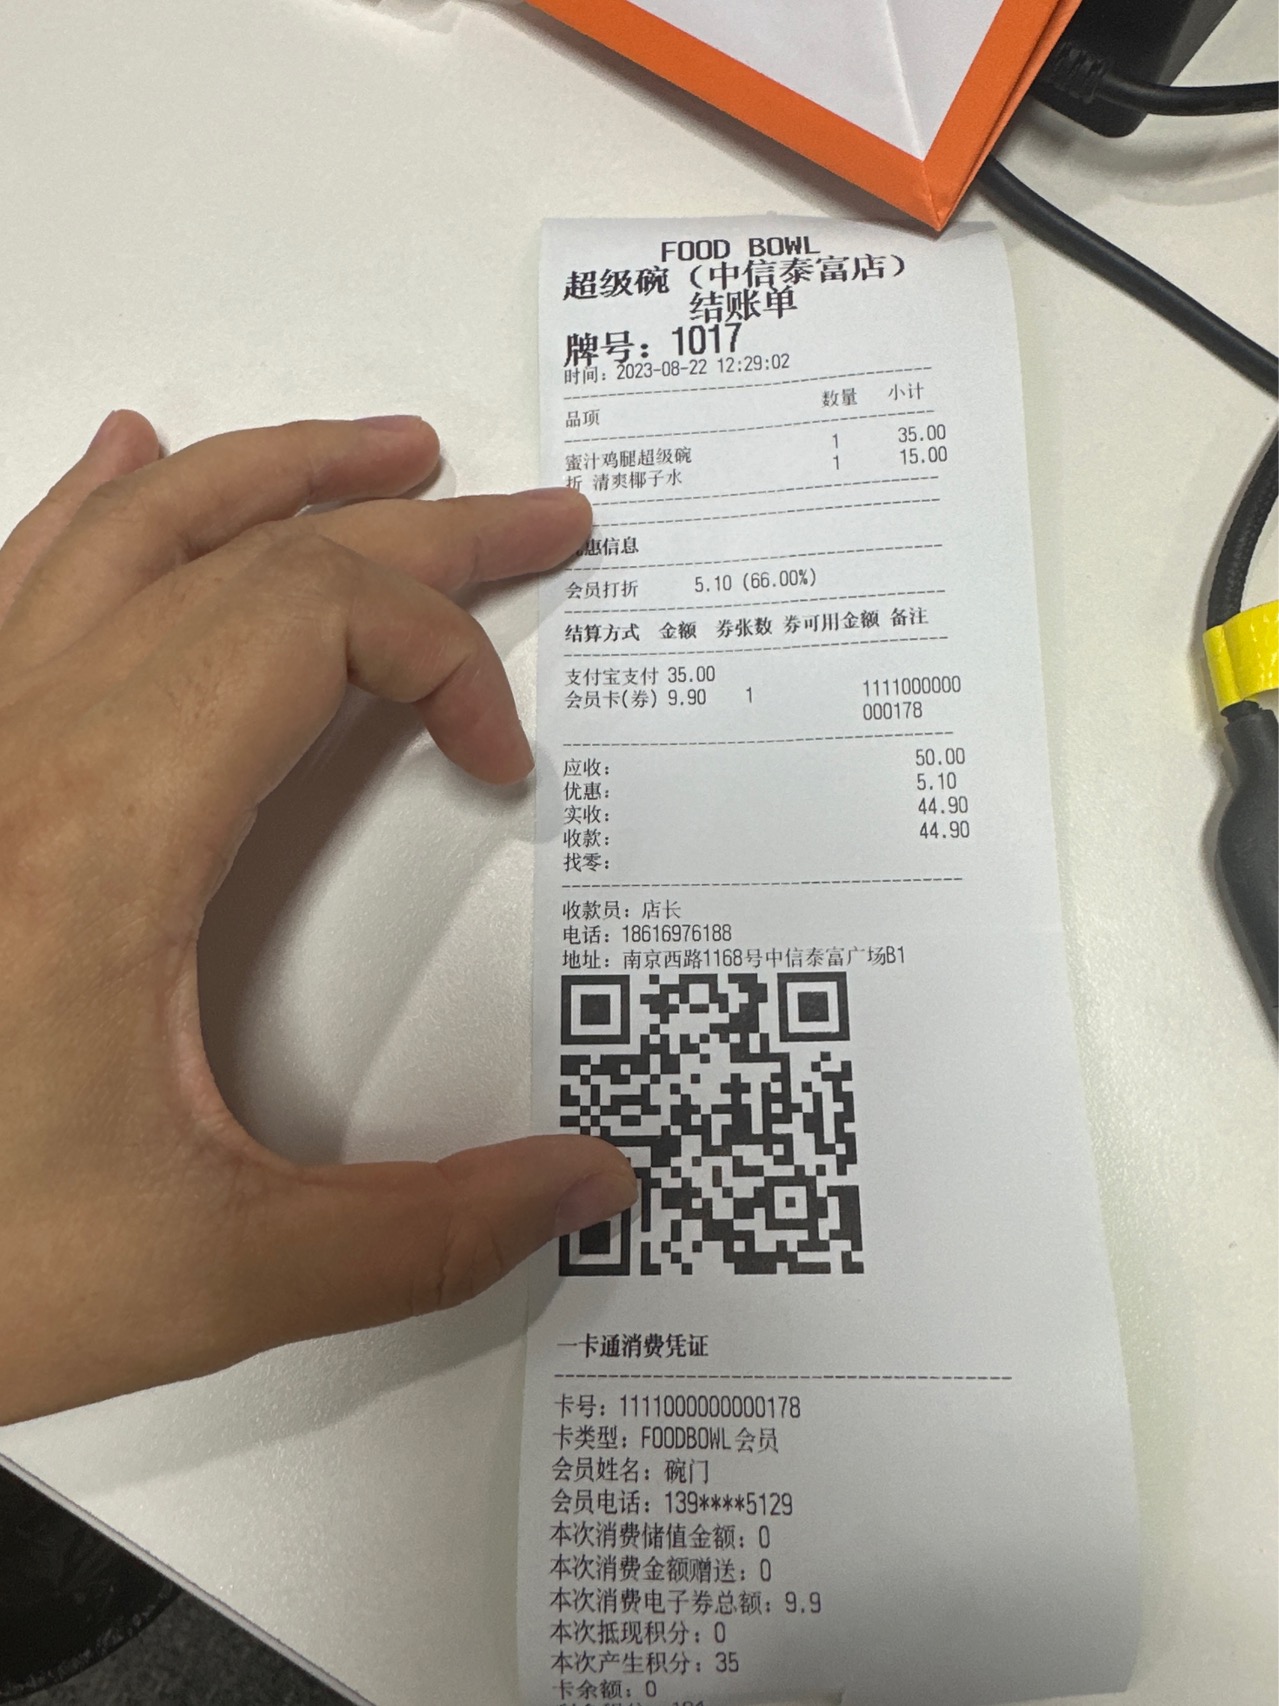 FOOD BOWL
超级碗（中信泰富店）
结账单
牌号：1017
时间：2023-08-22 12:29:02
品项 数量 小计
蜜汁鸡腿超级碗 1 35.00
折 清爽椰子水 1 15.00
惠信息
会员打折 5.10 (66.00%)
结算方式 金额 券张数 券可用金额 备注
支付宝支付 35.00
会员卡(券) 9.90 1 1111000000
000178
应收： 50.00
优惠： 5.10
实收： 44.90
收款： 44.90
找零：
收款员：店长
电话：18616976188
地址：南京西路1168号中信泰富广场B1
一卡通消费凭证
卡号：1111000000000178
卡类型：FOODBOWL会员
会员姓名：碗门
会员电话：139****5129
本次消费储值金额：0
本次消费金额赠送：0
本次消费电子券总额：9.9
本次抵现积分：0
本次产生积分：35
卡余额：0